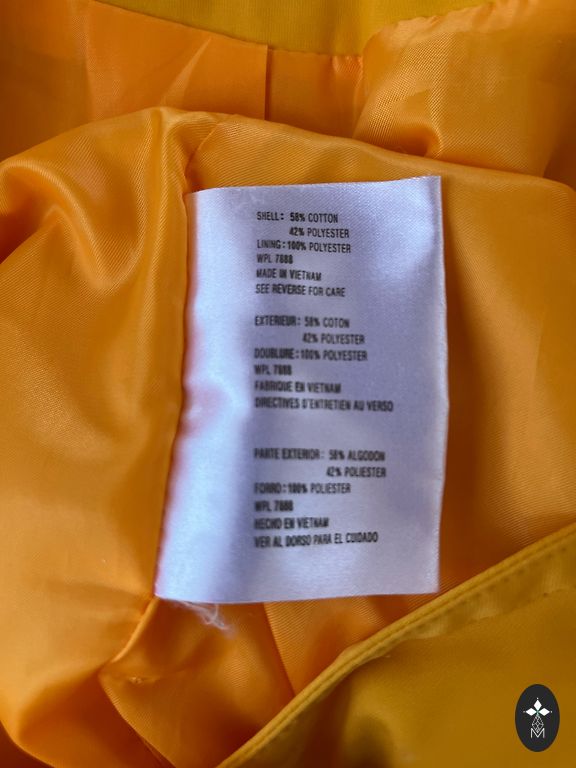 SHELL: 58% COTTON
42% POLYESTER
LINING: 100% POLYESTER
WPL 7888
MADE IN VIETNAM
SEE REVERSE FOR CARE
EXTERIEUR: 58% COTON
42% POLYESTER
DOUBLURE: 100% POLYESTER
WPL 7888
FABRIQUE EN VIETNAM
DIRECTIVES D'ENTRETIEN AU VERSO
PARTE EXTERIOR: 58% ALGODON
42% POLIESTER
FORRO: 100% POLIESTER
WPL 7888
HECHO EN VIETNAM
VER AL DORSO PARA EL CUIDADO
M